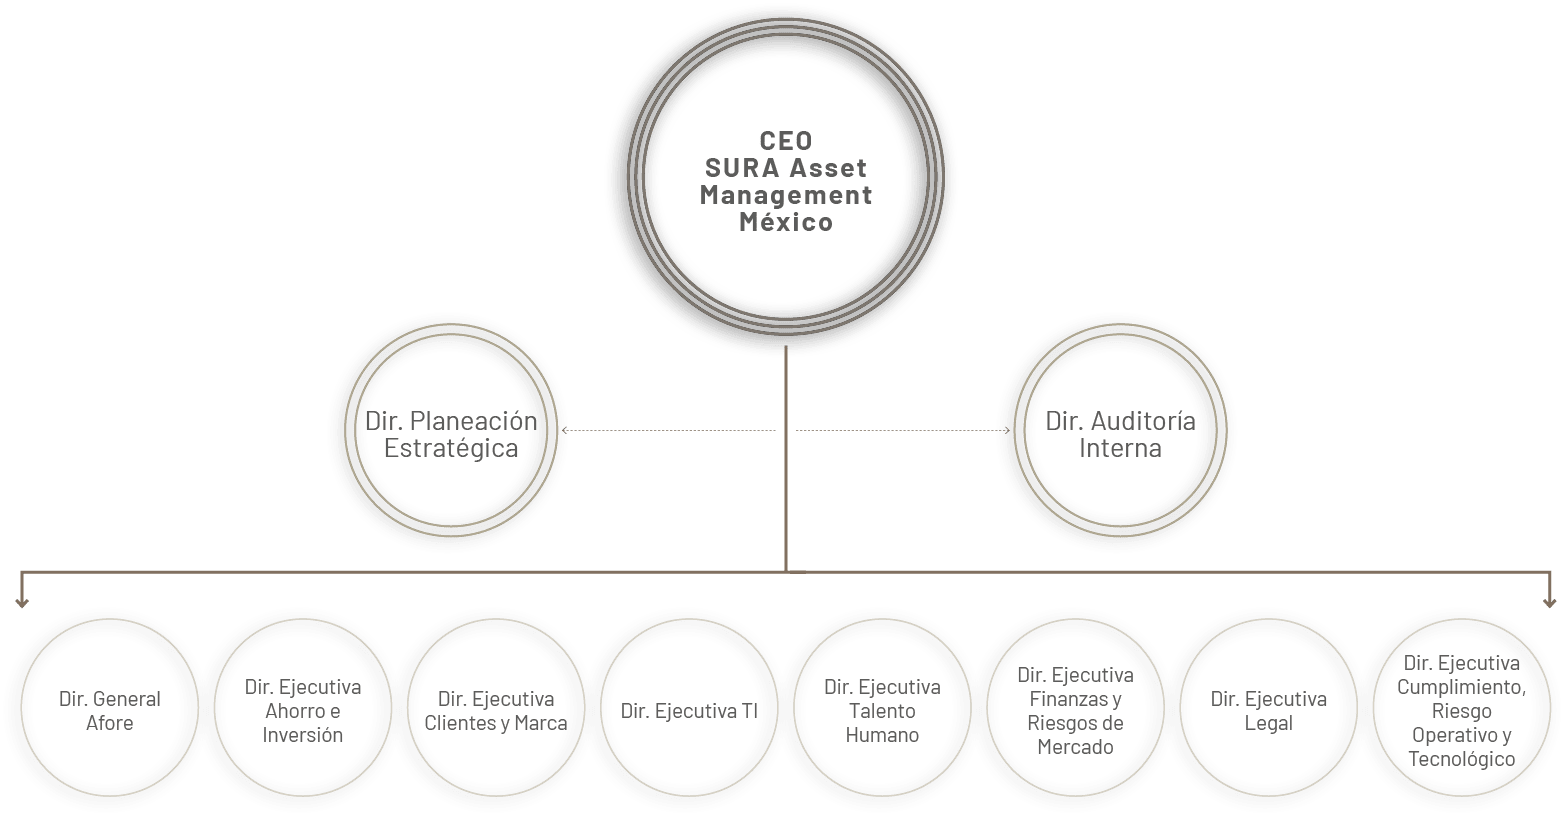 CEO
SURA Asset
Management
México
Dir. Planeación
Estratégica
Dir. Auditoría
Interna
Dir. General
Afore
Dir. Ejecutiva
Ahorro e
Inversión
Dir. Ejecutiva
Clientes y Marca
Dir. Ejecutiva TI
Dir. Ejecutiva
Talento
Humano
Dir. Ejecutiva
Finanzas y
Riesgos de
Mercado
Dir. Ejecutiva
Legal
Dir. Ejecutiva
Cumplimiento,
Riesgo
Operativo y
Tecnológico